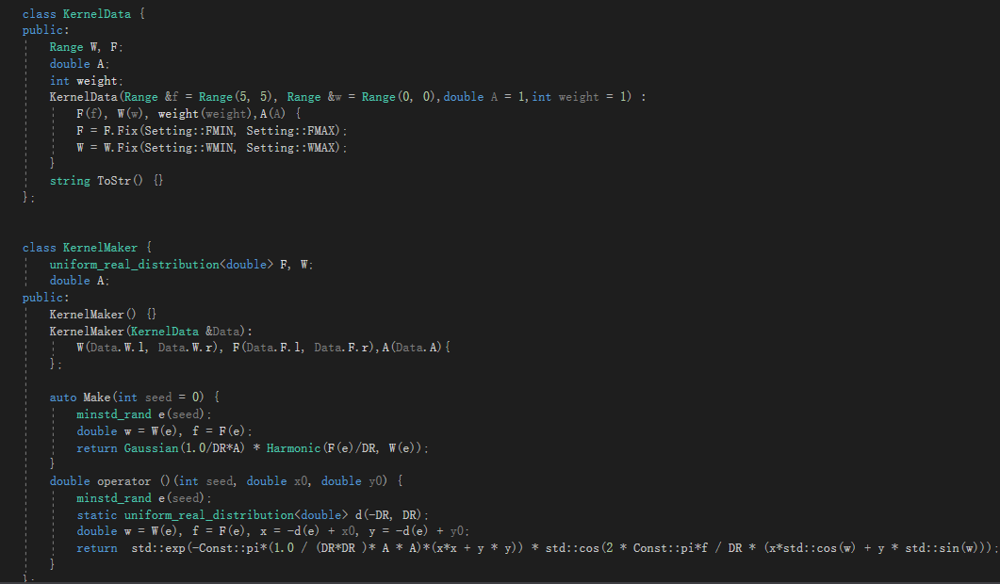 class KernelData {
public:
    Range W, F;
    double A;
    int weight;
    KernelData(Range &f = Range(5, 5), Range &w = Range(0, 0),double A = 1,int weight = 1) :
        F(f), W(w), weight(weight),A(A) {
        F = F.Fix(Setting::FMIN, Setting::FMAX);
        W = W.Fix(Setting::WMIN, Setting::WMAX);
    }
    string ToStr() {}
};
class KernelMaker {
    uniform_real_distribution<double> F, W;
    double A;
public:
    KernelMaker() {}
    KernelMaker(KernelData &Data):
        W(Data.W.l, Data.W.r), F(Data.F.l, Data.F.r),A(Data.A){
    };
    auto Make(int seed = 0) {
        minstd_rand e(seed);
        double w = W(e), f = F(e);
        return Gaussian(1.0/DR*A) * Harmonic(F(e)/DR, W(e));
    }
    double operator ()(int seed, double x0, double y0) {
        minstd_rand e(seed);
        static uniform_real_distribution<double> d(-DR, DR);
        double w = W(e), f = F(e), x = -d(e) + x0, y = -d(e) + y0;
        return  std::exp(-Const::pi*(1.0 / (DR*DR )* A * A)*(x*x + y * y)) * std::cos(2 * Const::pi*f / DR * (x*std::cos(w) + y * std::sin(w)));
    }
};